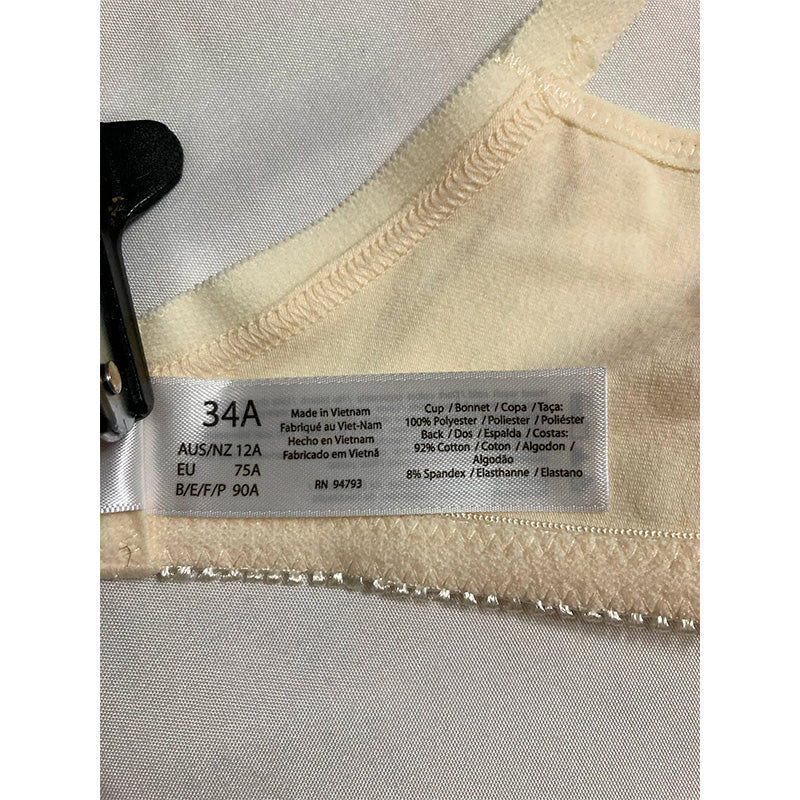 34A
AUS/NZ 12A
EU 75A
B/E/F/P 90A
Made in Vietnam
Fabriqué au Viet-Nam
Hecho en Vietnam
Fabricado em Vietnã
RN 94793
Cup / Bonnet / Copa / Taça:
100% Polyester / Poliester / Poliéster
Back / Dos / Espalda / Costas:
92% Cotton / Coton / Algodon /
Algodão
8% Spandex / Elasthanne / Elastano